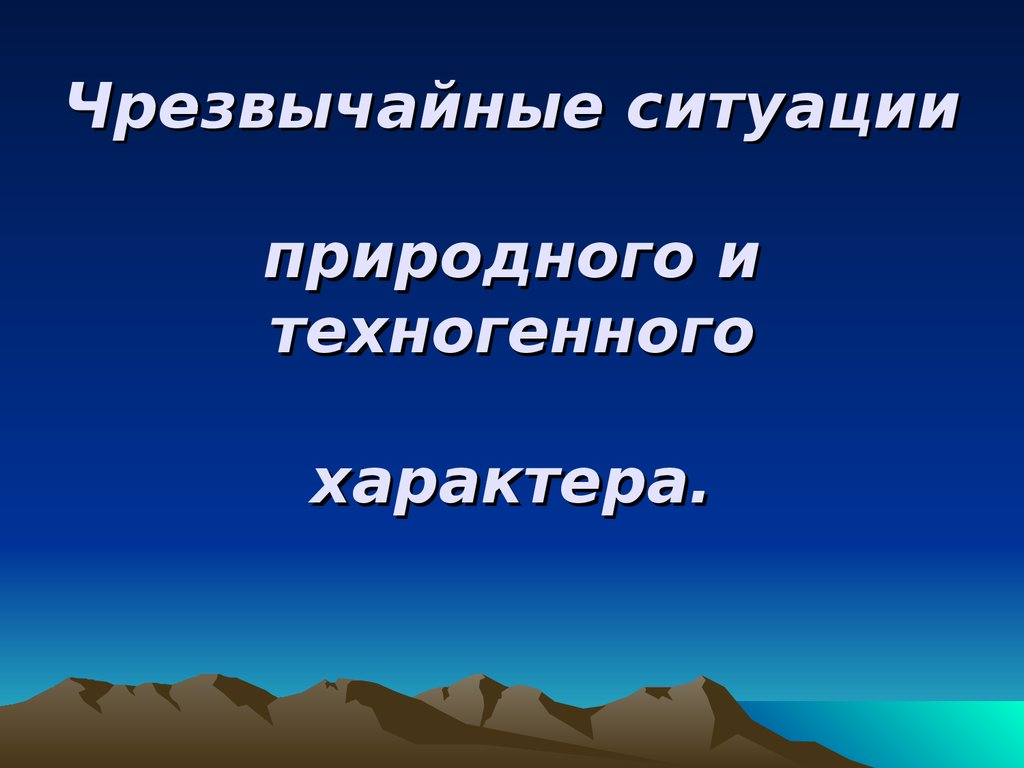 Чрезвычайные ситуации
природного и
техногенного
характера.